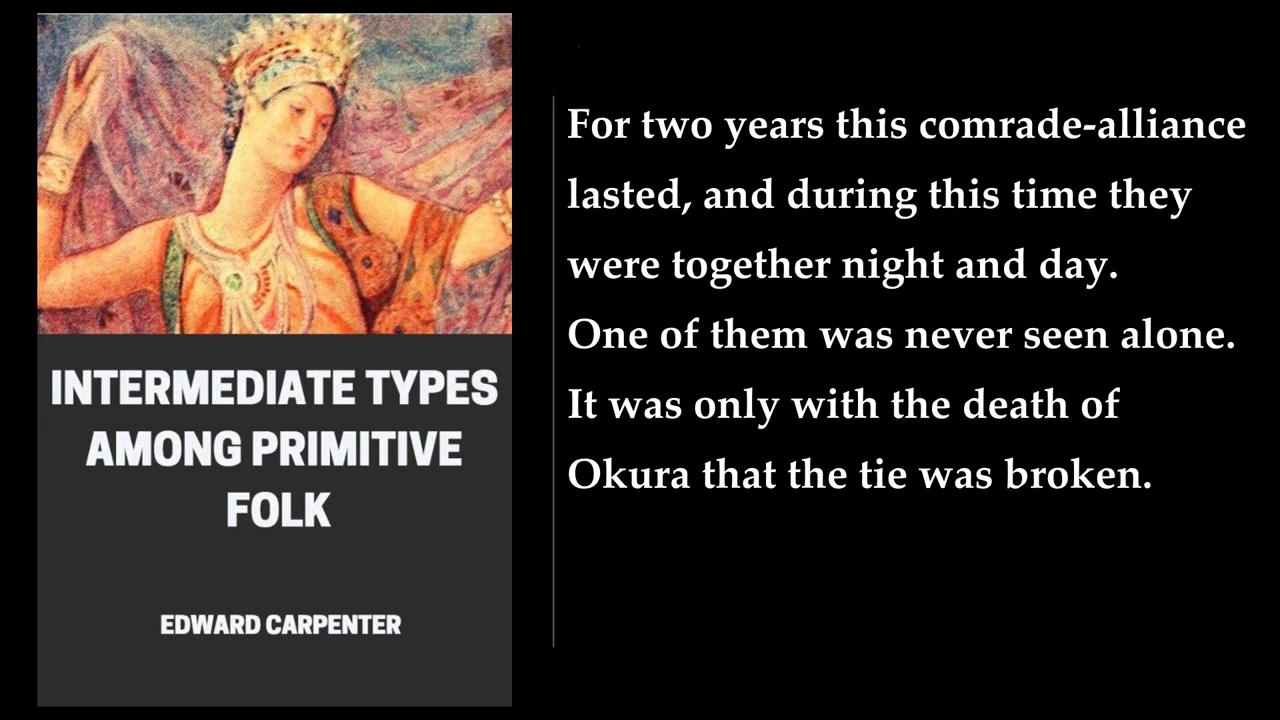 INTERMEDIATE TYPES
AMONG PRIMITIVE
FOLK
EDWARD CARPENTER
For two years this comrade-alliance
lasted, and during this time they
were together night and day.
One of them was never seen alone.
It was only with the death of
Okura that the tie was broken.